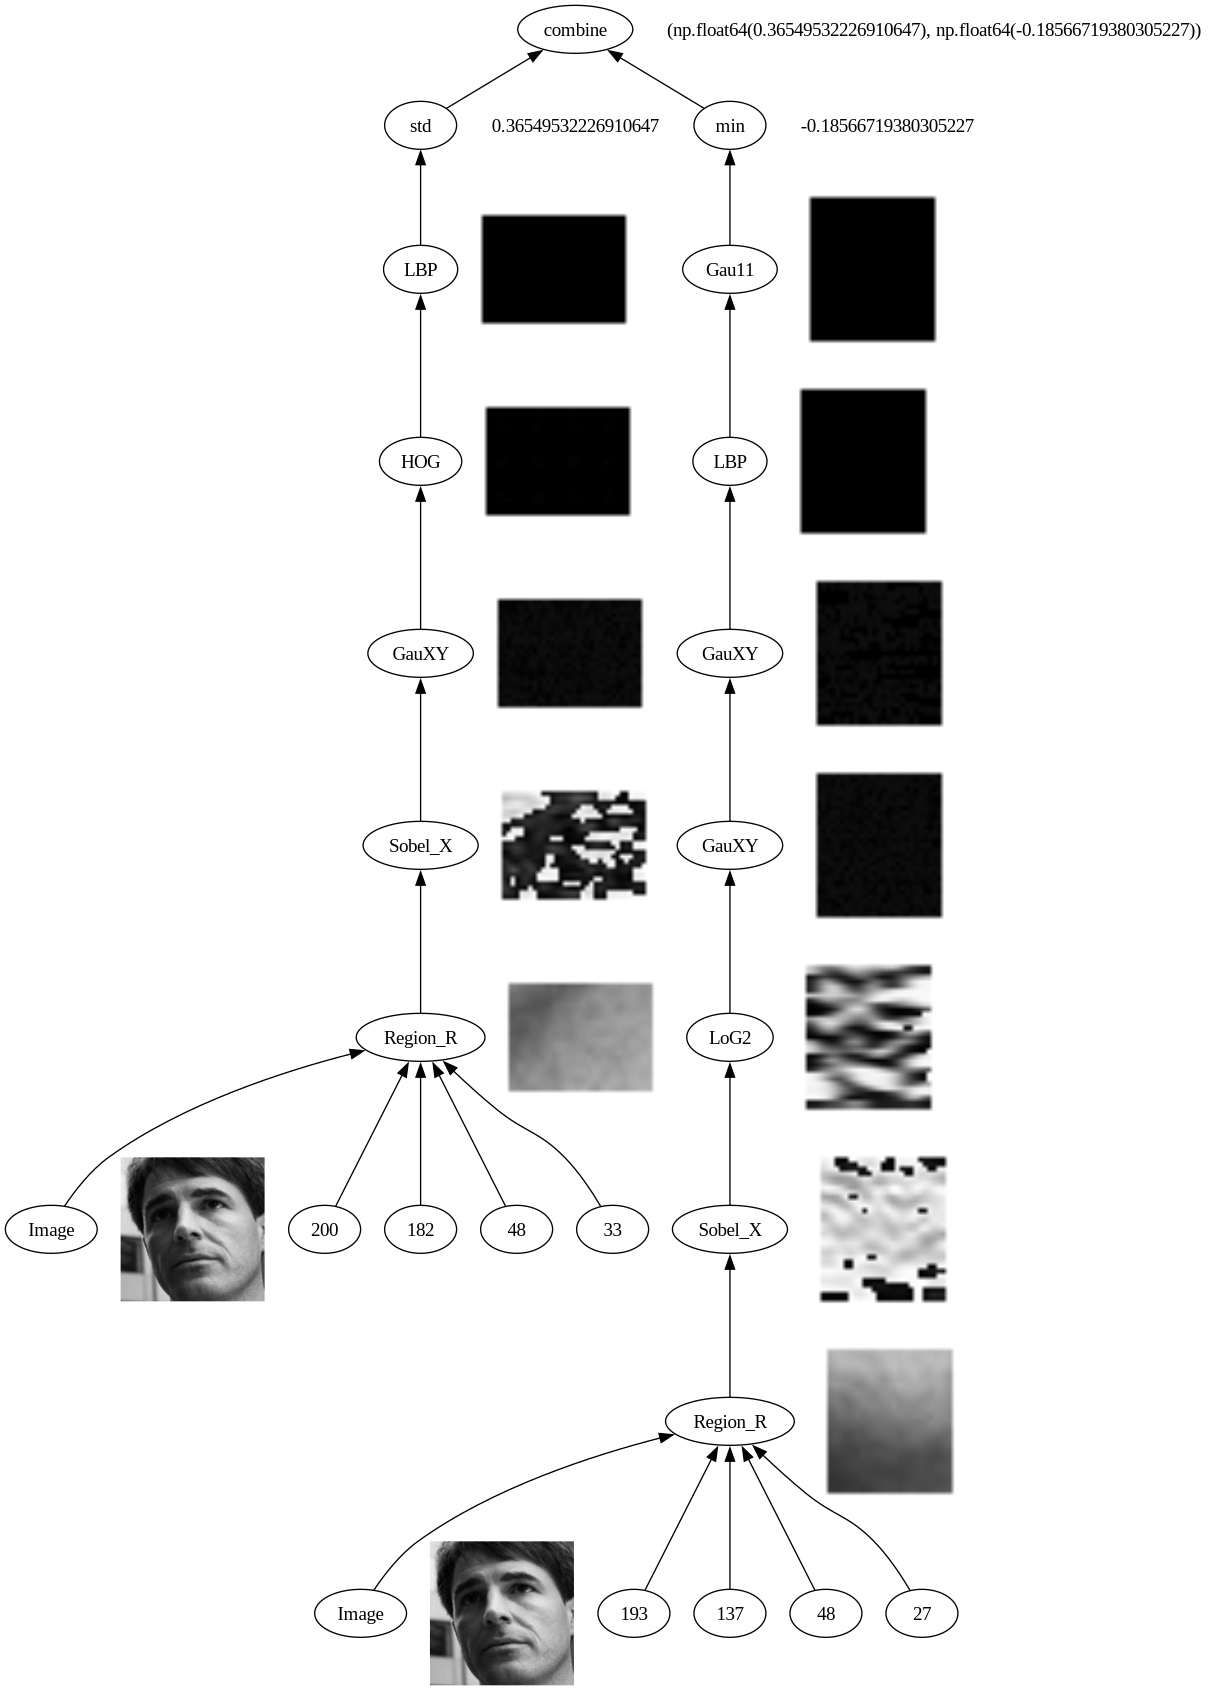 combine (np.float64(0.36549532226910647), np.float64(-0.18566719380305227))
std 0.36549532226910647 min -0.18566719380305227
LBP Gau11
HOG LBP
GauXY GauXY
Sobel_X GauXY
Region_R LoG2
Image 200 182 48 33 Sobel_X
Region_R
Image 193 137 48 27